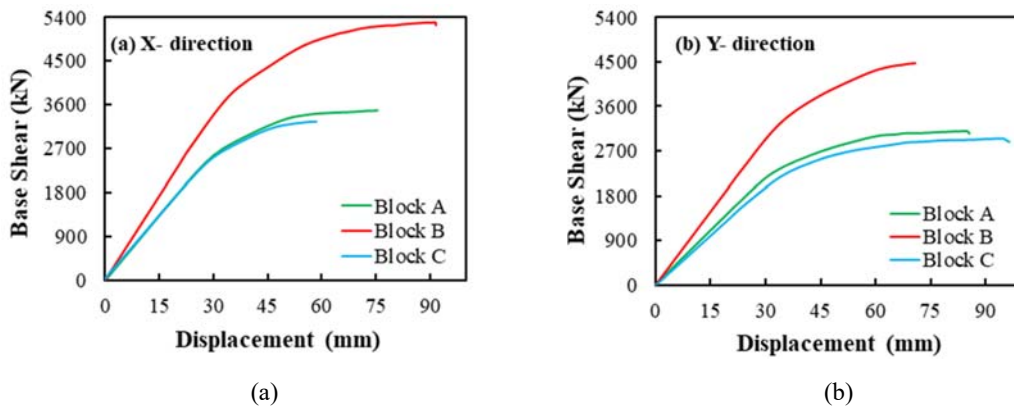 (a) X- direction
Base Shear (kN)
5400
4500
3600
2700
1800
900
0
Block A
Block B
Block C
0 15 30 45 60 75 90
Displacement (mm)
(a)
(b) Y- direction
Base Shear (kN)
5400
4500
3600
2700
1800
900
0
Block A
Block B
Block C
0 15 30 45 60 75 90
Displacement (mm)
(b)